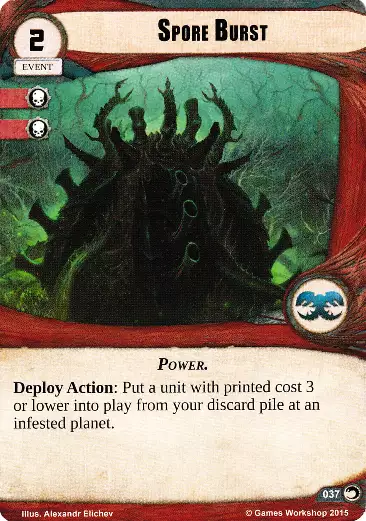 2
SPORE BURST
EVENT
POWER.
Deploy Action: Put a unit with printed cost 3
or lower into play from your discard pile at an
infested planet.
037
Illus. Alexandr Elichev
© Games Workshop 2015